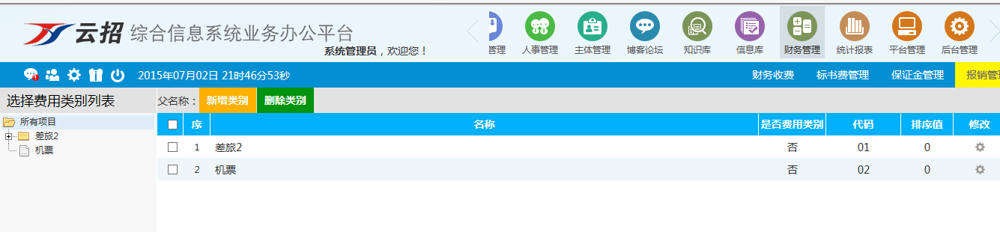 云招 综合信息系统业务办公平台
系统管理员，欢迎您！
管理 人事管理 主体管理 博客论坛 知识库 信息库 财务管理 统计报表 平台管理 后台管理
2015年07月02日 21时46分53秒
财务收费 标书费管理 保证金管理 报销管理
选择费用类别列表
父名称： 新增类别 删除类别
所有项目
差旅2
机票
序 名称 是否费用类别 代码 排序值 修改
1 差旅2 否 01 0
2 机票 否 02 0